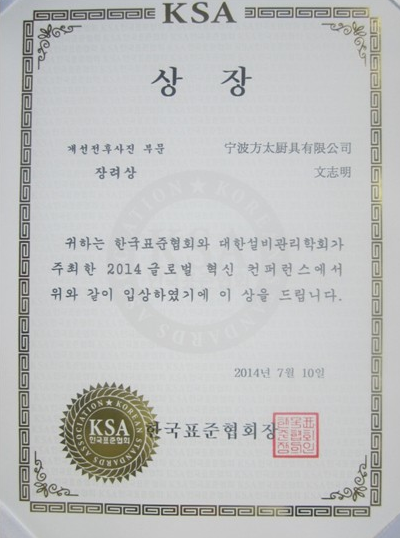 KSA
상 장
개선전후사진 부문
宁波方太厨具有限公司
장려상
文志明
귀하는 한국표준협회와 대한설비관리학회가
주최한 2014 글로벌 혁신 컨퍼런스에서
위와 같이 입상하였기에 이 상을 드립니다.
2014년 7월 10일
한국표준협회장
KOREAN STANDARDS ASSOCIATION
KSA
한국표준협회